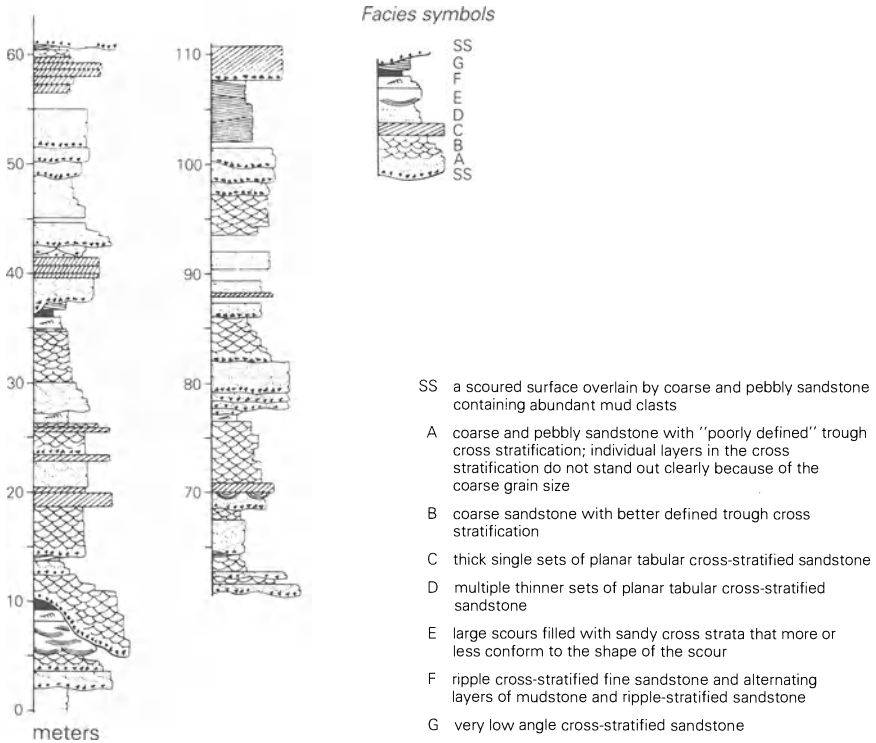 Facies symbols
60
50
40
30
20
10
0
meters
110
100
90
80
70
SS
G
F
E
D
C
B
A
SS
SS a scoured surface overlain by coarse and pebbly sandstone
containing abundant mud clasts
A coarse and pebbly sandstone with "poorly defined" trough
cross stratification; individual layers in the cross
stratification do not stand out clearly because of the
coarse grain size
B coarse sandstone with better defined trough cross
stratification
C thick single sets of planar tabular cross-stratified sandstone
D multiple thinner sets of planar tabular cross-stratified
sandstone
E large scours filled with sandy cross strata that more or
less conform to the shape of the scour
F ripple cross-stratified fine sandstone and alternating
layers of mudstone and ripple-stratified sandstone
G very low angle cross-stratified sandstone